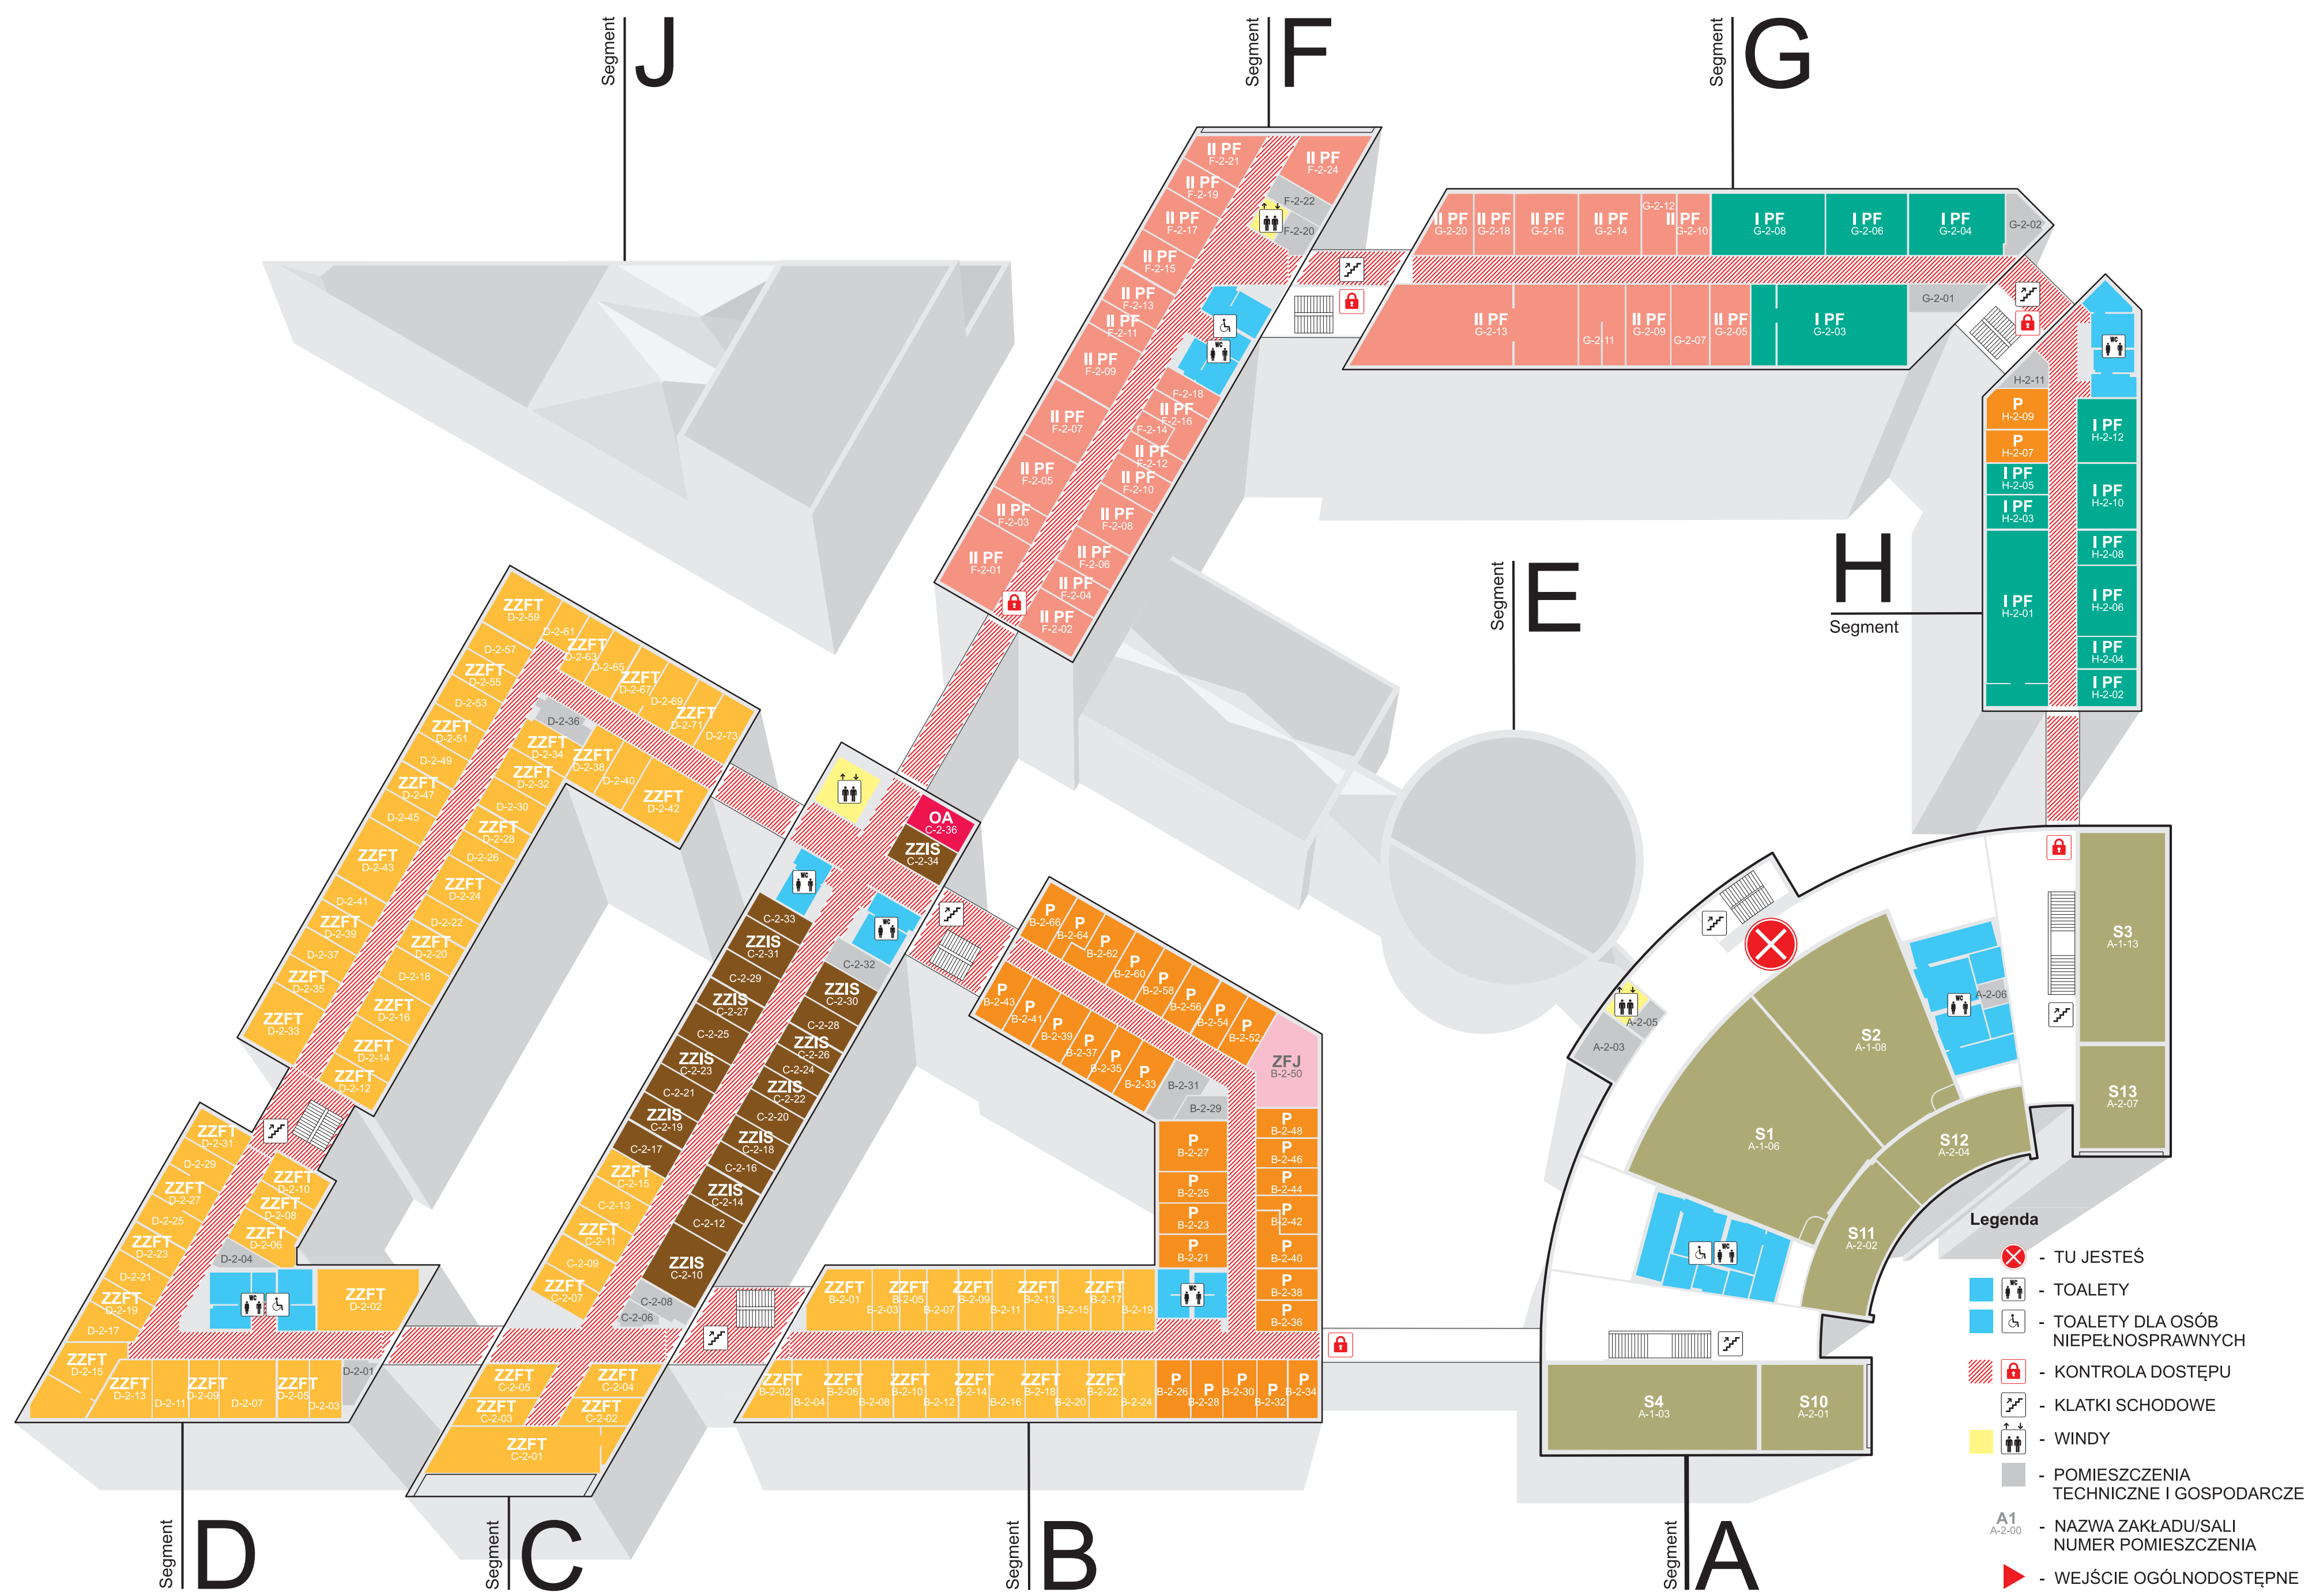 Segment J
Segment F
Segment G
II PF
F-2-21
II PF
F-2-24
II PF
F-2-19
F-2-22
II PF
F-2-17
F-2-20
II PF
F-2-15
II PF
F-2-13
II PF
F-2-11
II PF
F-2-09
WC
F-2-18
II PF
F-2-16
II PF
F-2-07
F-2-14
II PF
F-2-12
II PF
F-2-05
II PF
F-2-10
II PF
F-2-03
II PF
F-2-08
II PF
F-2-01
II PF
F-2-06
II PF
F-2-04
II PF
F-2-02
II PF
G-2-20
II PF
G-2-18
II PF
G-2-16
II PF
G-2-14
G-2-12
II PF
G-2-10
I PF
G-2-08
I PF
G-2-06
I PF
G-2-04
G-2-02
II PF
G-2-13
G-2-11
II PF
G-2-09
G-2-07
II PF
G-2-05
I PF
G-2-03
G-2-01
WC
H-2-11
P
H-2-09
P
H-2-07
I PF
H-2-05
I PF
H-2-03
I PF
H-2-01
I PF
H-2-12
I PF
H-2-10
I PF
H-2-08
I PF
H-2-06
I PF
H-2-04
I PF
H-2-02
H
Segment
Segment E
ZZFT
D-2-59
D-2-61
ZZFT
D-2-63
D-2-65
ZZFT
D-2-67
D-2-69
ZZFT
D-2-71
D-2-73
D-2-57
ZZFT
D-2-55
D-2-53
ZZFT
D-2-51
D-2-49
ZZFT
D-2-47
D-2-45
ZZFT
D-2-43
D-2-41
ZZFT
D-2-39
D-2-37
ZZFT
D-2-35
ZZFT
D-2-33
D-2-36
ZZFT
D-2-34
ZZFT
D-2-38
D-2-40
ZZFT
D-2-42
ZZFT
D-2-32
D-2-30
ZZFT
D-2-28
D-2-26
ZZFT
D-2-24
D-2-22
ZZFT
D-2-20
D-2-18
ZZFT
D-2-16
ZZFT
D-2-14
ZZFT
D-2-12
ZZFT
D-2-31
D-2-29
ZZFT
D-2-27
D-2-25
ZZFT
D-2-23
D-2-21
ZZFT
D-2-19
D-2-17
ZZFT
D-2-15
ZZFT
D-2-10
ZZFT
D-2-08
ZZFT
D-2-06
D-2-04
WC
ZZFT
D-2-02
ZZFT
D-2-13
D-2-11
ZZFT
D-2-09
D-2-07
ZZFT
D-2-05
D-2-03
D-2-01
OA
C-2-36
ZZIS
C-2-34
WC
WC
C-2-33
ZZIS
C-2-31
C-2-29
ZZIS
C-2-27
C-2-25
ZZIS
C-2-23
C-2-21
ZZIS
C-2-19
C-2-17
ZZFT
C-2-15
C-2-13
ZZFT
C-2-11
C-2-09
ZZFT
C-2-07
C-2-32
ZZIS
C-2-30
C-2-28
ZZIS
C-2-26
C-2-24
ZZIS
C-2-22
C-2-20
ZZIS
C-2-18
C-2-16
ZZIS
C-2-14
C-2-12
ZZIS
C-2-10
C-2-08
C-2-06
ZZFT
C-2-05
ZZFT
C-2-04
ZZFT
C-2-03
ZZFT
C-2-02
ZZFT
C-2-01
P
B-2-66
P
B-2-64
P
B-2-62
P
B-2-60
P
B-2-58
P
B-2-56
P
B-2-54
P
B-2-52
ZFJ
B-2-50
P
B-2-43
P
B-2-41
P
B-2-39
P
B-2-37
P
B-2-35
P
B-2-33
B-2-31
B-2-29
P
B-2-27
P
B-2-25
P
B-2-23
P
B-2-21
P
B-2-48
P
B-2-46
P
B-2-44
P
B-2-42
P
B-2-40
P
B-2-38
P
B-2-36
WC
ZZFT
B-2-01
B-2-03
ZZFT
B-2-05
B-2-07
ZZFT
B-2-09
B-2-11
ZZFT
B-2-13
B-2-15
ZZFT
B-2-17
B-2-19
ZZFT
B-2-02
B-2-04
ZZFT
B-2-06
B-2-08
ZZFT
B-2-10
B-2-12
ZZFT
B-2-14
B-2-16
ZZFT
B-2-18
B-2-20
ZZFT
B-2-22
B-2-24
P
B-2-26
P
B-2-28
P
B-2-30
P
B-2-32
P
B-2-34
S3
A-1-13
S13
A-2-07
S2
A-1-08
S1
A-1-06
S12
A-2-04
S11
A-2-02
A-2-06
WC
A-2-05
A-2-03
WC
S4
A-1-03
S10
A-2-01
Segment D
Segment C
Segment B
Segment A
Legenda
- TU JESTEŚ
WC - TOALETY
- TOALETY DLA OSÓB
NIEPEŁNOSPRAWNYCH
- KONTROLA DOSTĘPU
- KLATKI SCHODOWE
- WINDY
- POMIESZCZENIA
TECHNICZNE I GOSPODARCZE
A1
A-2-00
- NAZWA ZAKŁADU/SALI
NUMER POMIESZCZENIA
- WEJŚCIE OGÓLNODOSTĘPNE